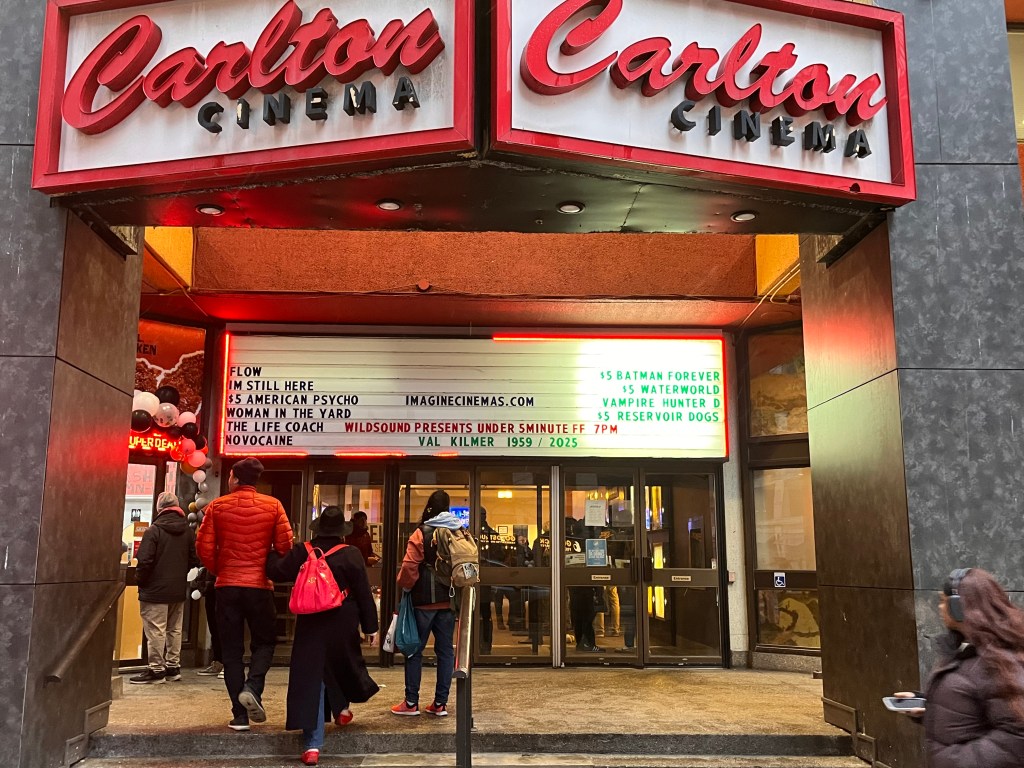 Carlton
CINEMA
Carlton
CINEMA
FLOW
IM STILL HERE
$5 AMERICAN PSYCHO
WOMAN IN THE YARD
THE LIFE COACH
NOVOCAINE
IMAGINECINEMAS.COM
WILDSOUND PRESENTS UNDER 5MINUTE FF 7PM
VAL KILMER 1959 / 2025
$5 BATMAN FOREVER
$5 WATERWORLD
VAMPIRE HUNTER D
$5 RESERVOIR DOGS